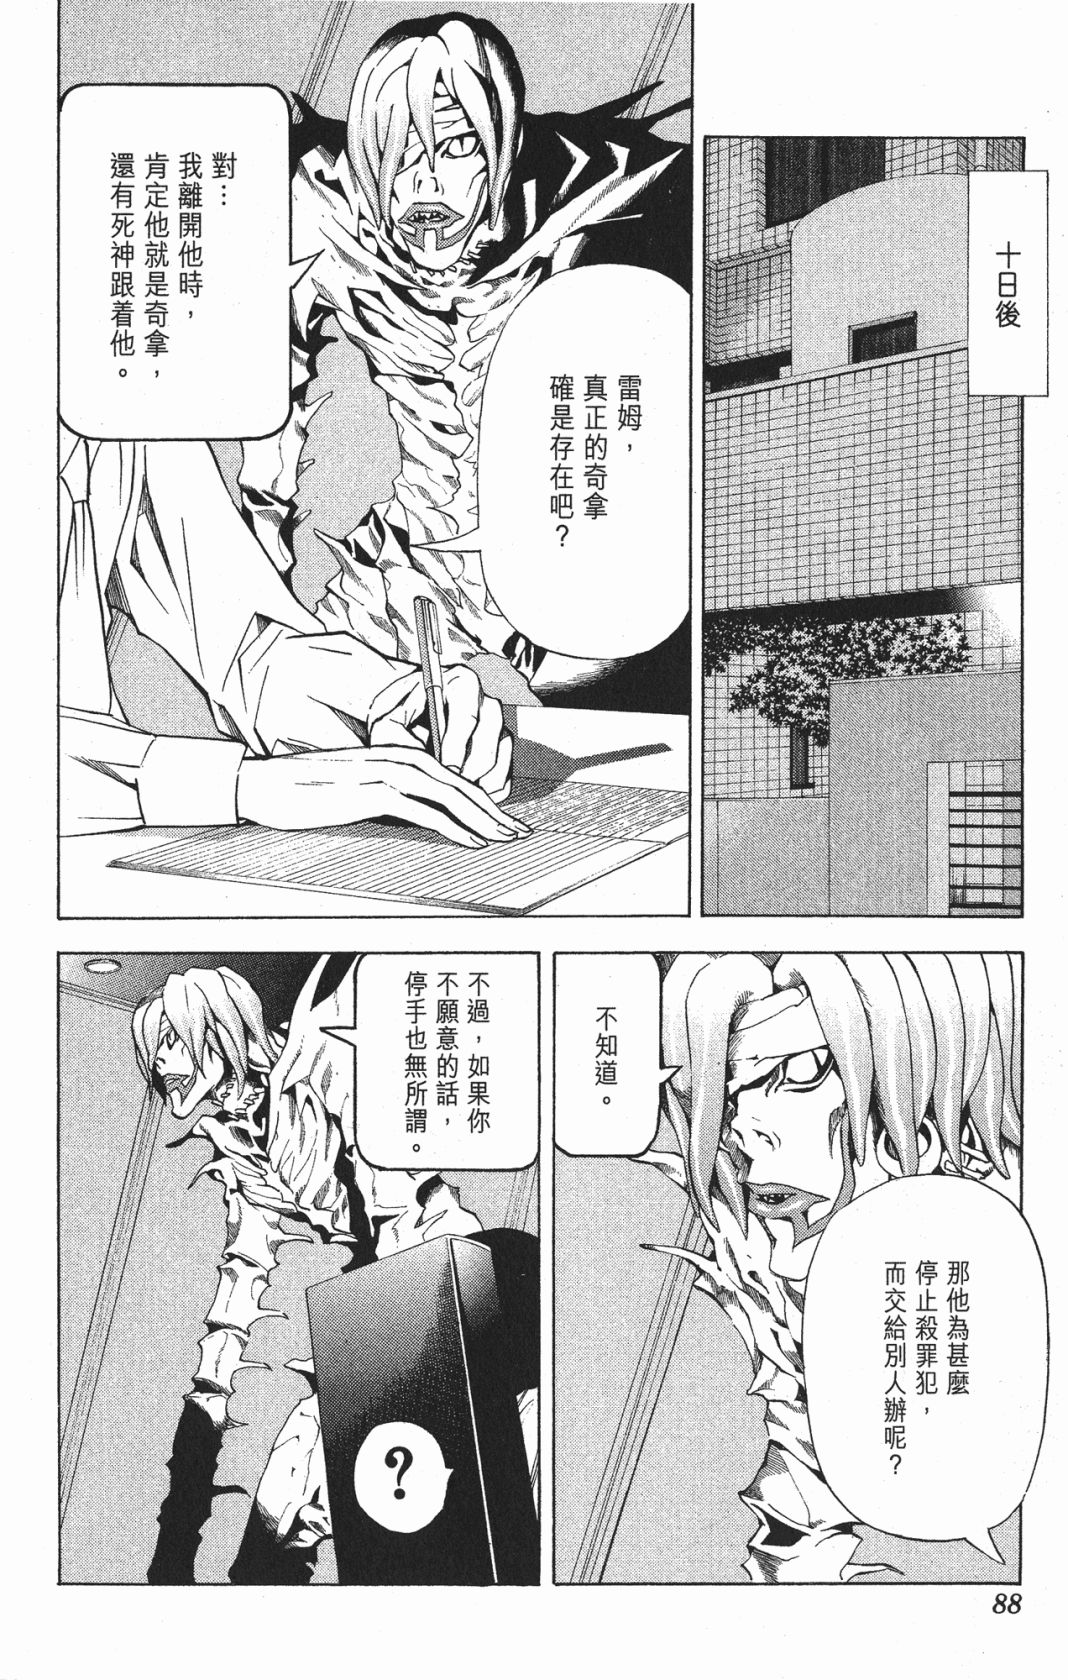 十日後
雷姆，
真正的奇拿
確是存在吧？
對…
我離開他時，
肯定他就是奇拿，
還有死神跟着他。
那他為甚麼
停止殺罪犯，
而交給別人辦呢？
不知道。
不過，如果你
不願意的話，
停手也無所謂。
？
88